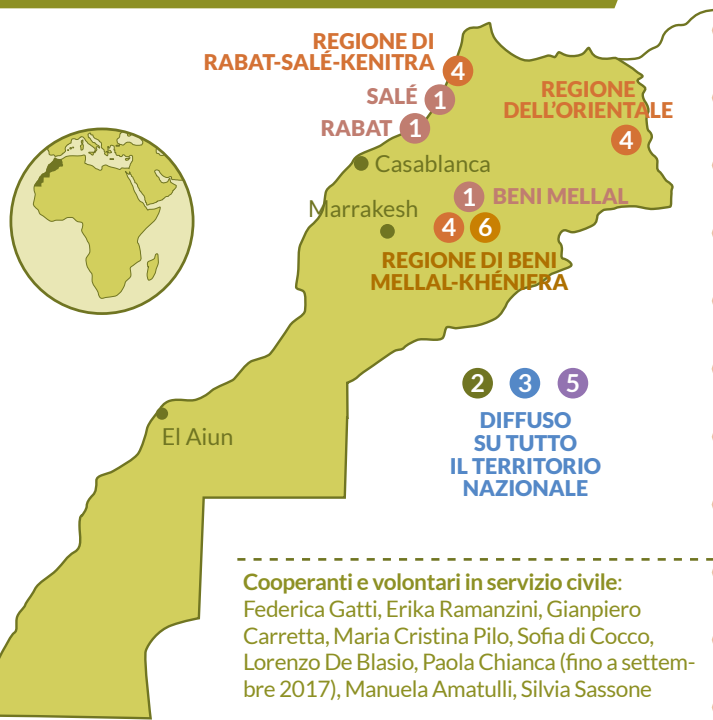 REGIONE DI
RABAT-SALÉ-KENITRA
4
SALÉ 1
RABAT 1
REGIONE
DELL'ORIENTALE
4
Casablanca
1 BENI MELLAL
Marrakesh
4 6
REGIONE DI BENI
MELLAL-KHÉNIFRA
2 3 5
DIFFUSO
SU TUTTO
IL TERRITORIO
NAZIONALE
El Aiun
Cooperanti e volontari in servizio civile:
Federica Gatti, Erika Ramanzini, Gianpiero
Carretta, Maria Cristina Pilo, Sofia di Cocco,
Lorenzo De Blasio, Paola Chianca (fino a settem-
bre 2017), Manuela Amatulli, Silvia Sassone